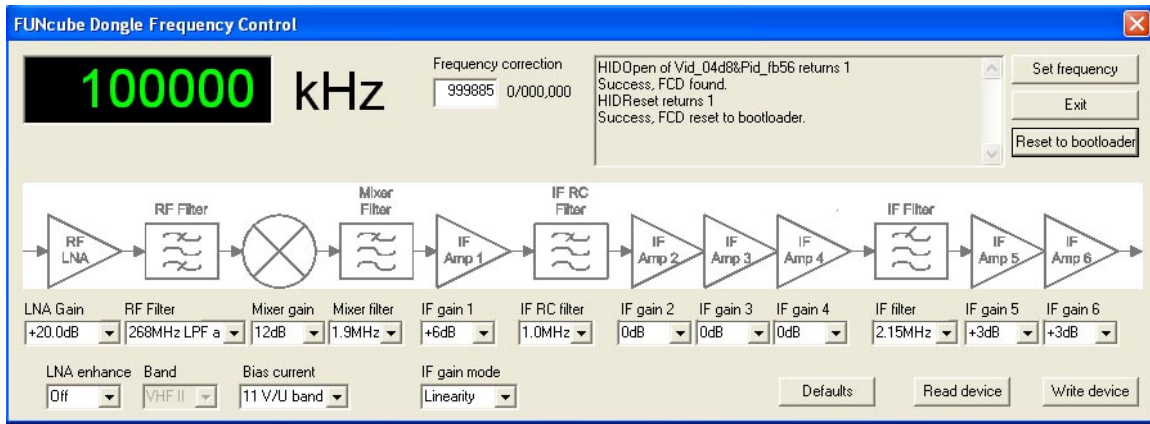 FUNcube Dongle Frequency Control
100000 kHz
Frequency correction
999885 0/000,000
HIDOpen of Vid_04d8&Pid_fb56 returns 1
Success, FCD found.
HIDReset returns 1
Success, FCD reset to bootloader.
Set frequency
Exit
Reset to bootloader
RF
LNA
RF Filter
Mixer
Filter
IF
Amp 1
IF RC
Filter
IF
Amp 2
IF
Amp 3
IF
Amp 4
IF Filter
IF
Amp 5
IF
Amp 6
LNA Gain
+20.0dB
RF Filter
268MHz LPF a
Mixer gain
12dB
Mixer filter
1.9MHz
IF gain 1
+6dB
IF RC filter
1.0MHz
IF gain 2
0dB
IF gain 3
0dB
IF gain 4
0dB
IF filter
2.15MHz
IF gain 5
+3dB
IF gain 6
+3dB
LNA enhance
Off
Band
VHF II
Bias current
11 V/U band
IF gain mode
Linearity
Defaults
Read device
Write device